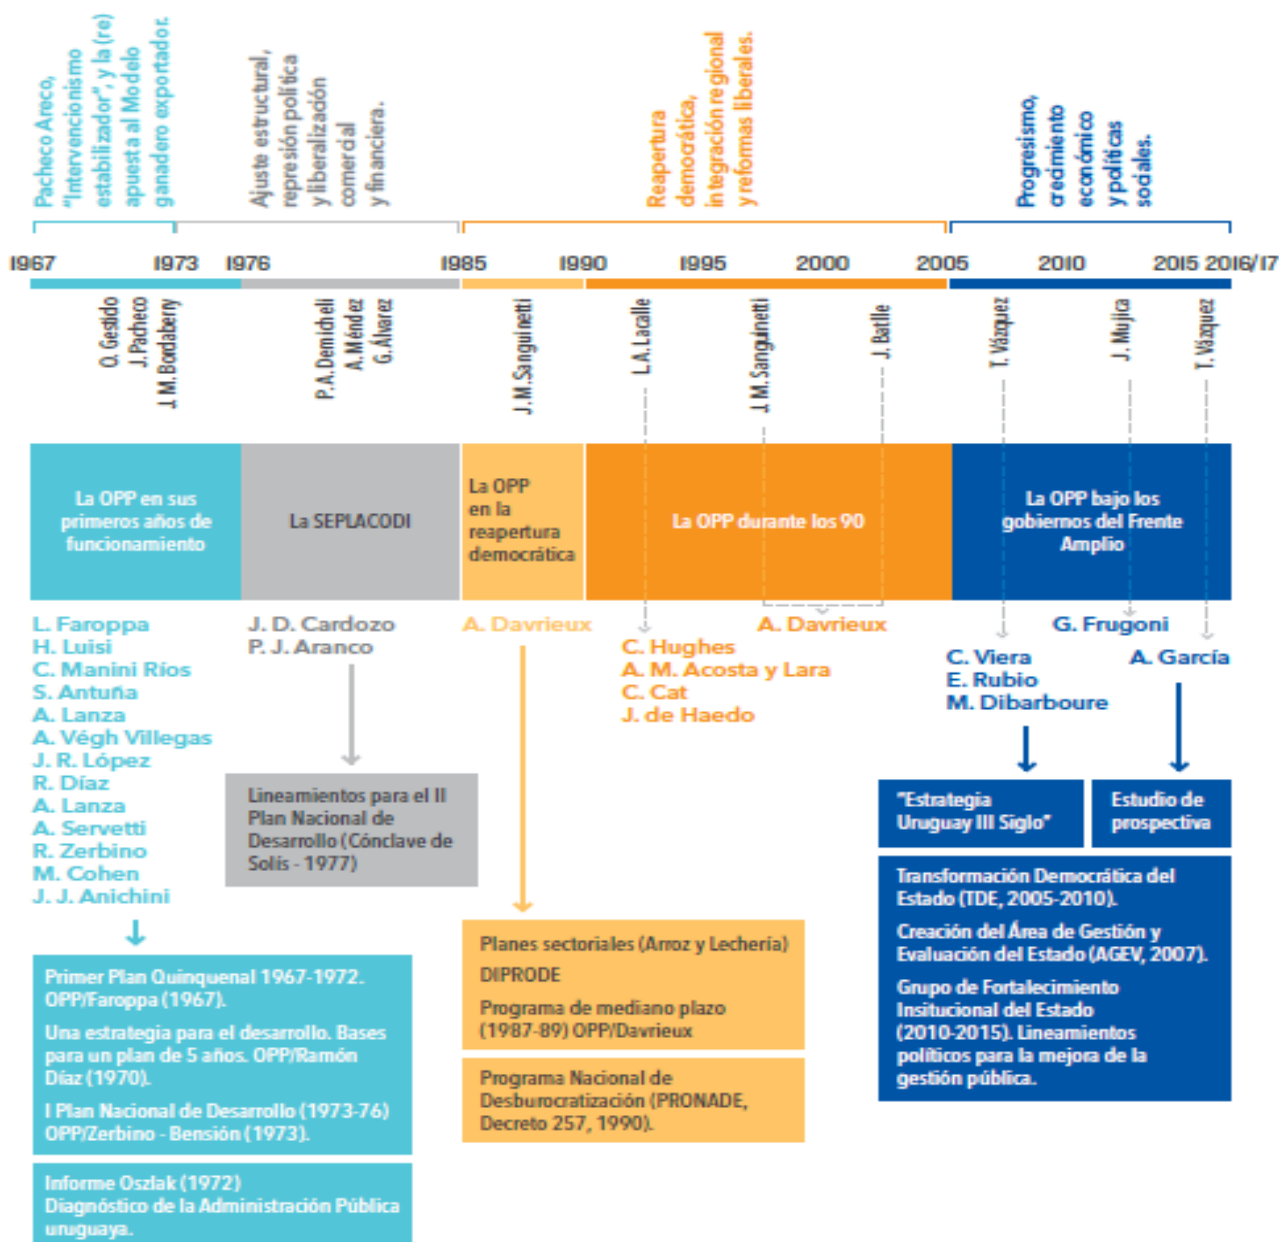 Pacheco Areco,
"Intervencionismo
estabilizador", y la (re)
apuesta al Modelo
ganadero exportador.
Ajuste estructural,
represión política
y liberalización
comercial
y financiera.
Reapertura
democrática,
integración regional
y reformas liberales.
Progresismo,
crecimiento
económico
y políticas
sociales.
1967 1973 1976 1985 1990 1995 2000 2005 2010 2015 2016/17
O. Gestido
J. Pacheco
J. M. Bordaberry
P. A. Demicheli
A. Méndez
G. Álvarez
J. M. Sanguinetti
L. A. Lacalle
J. M. Sanguinetti
J. Batlle
T. Vázquez
J. Mujica
T. Vázquez
La OPP en sus
primeros años de
funcionamiento
La SEPLACODI
La OPP
en la
reapertura
democrática
La OPP durante los 90
La OPP bajo los
gobiernos del Frente
Amplio
L. Faroppa
H. Luisi
C. Manini Ríos
S. Antuña
A. Lanza
A. Végh Villegas
J. R. López
R. Díaz
A. Lanza
A. Servetti
R. Zerbino
M. Cohen
J. J. Anichini
J. D. Cardozo
P. J. Aranco
A. Davrieux
C. Hughes
A. M. Acosta y Lara
C. Cat
J. de Haedo
A. Davrieux
C. Viera
E. Rubio
M. Dibarboure
G. Frugoni
A. García
Primer Plan Quinquenal 1967-1972.
OPP/Faroppa (1967).
Una estrategia para el desarrollo. Bases
para un plan de 5 años. OPP/Ramón
Díaz (1970).
I Plan Nacional de Desarrollo (1973-76)
OPP/Zerbino - Bensión (1973).
Informe Oszlak (1972)
Diagnóstico de la Administración Pública
uruguaya.
Lineamientos para el II
Plan Nacional de
Desarrollo (Cónclave de
Solís - 1977)
Planes sectoriales (Arroz y Lechería)
DIPRODE
Programa de mediano plazo
(1987-89) OPP/Davrieux
Programa Nacional de
Desburocratización (PRONADE,
Decreto 257, 1990).
"Estrategia
Uruguay III Siglo"
Estudio de
prospectiva
Transformación Democrática del
Estado (TDE, 2005-2010).
Creación del Área de Gestión y
Evaluación del Estado (AGEV, 2007).
Grupo de Fortalecimiento
Insitucional del Estado
(2010-2015). Lineamientos
políticos para la mejora de la
gestión pública.